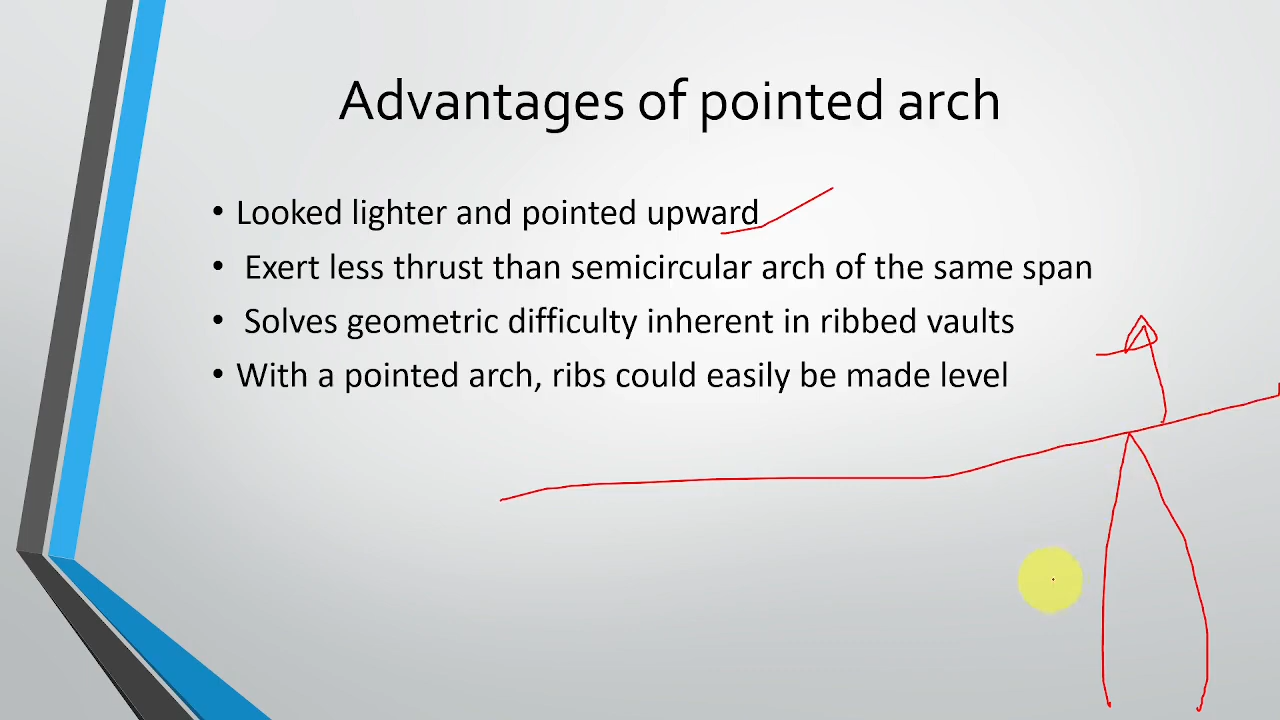 Advantages of pointed arch
• Looked lighter and pointed upward
• Exert less thrust than semicircular arch of the same span
• Solves geometric difficulty inherent in ribbed vaults
• With a pointed arch, ribs could easily be made level